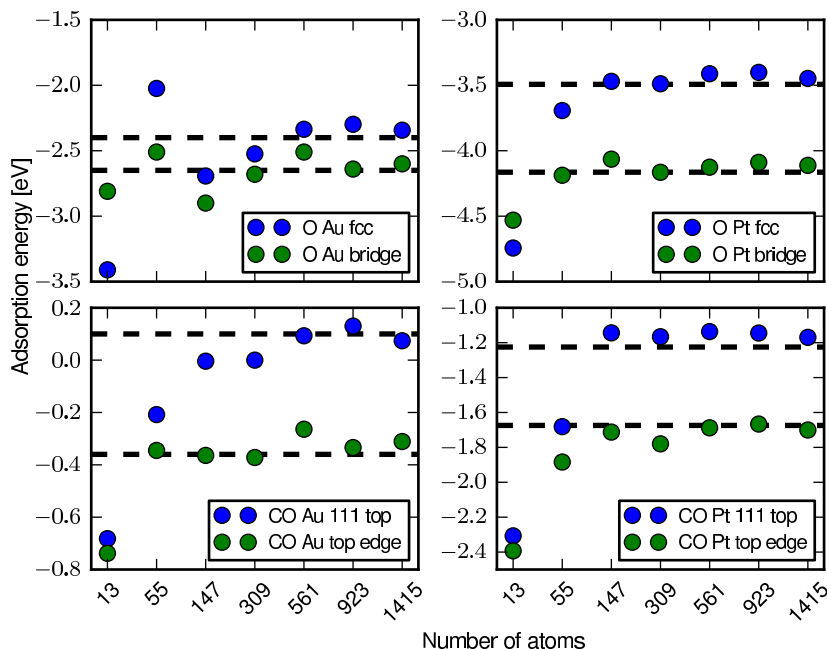 Adsorption energy [eV]
−1.5
−2.0
−2.5
−3.0
−3.5
O Au fcc
O Au bridge
−3.0
−3.5
−4.0
−4.5
−5.0
O Pt fcc
O Pt bridge
0.2
0.0
−0.2
−0.4
−0.6
−0.8
CO Au 111 top
CO Au top edge
13 55 147 309 561 923 1415
−1.0
−1.2
−1.4
−1.6
−1.8
−2.0
−2.2
−2.4
CO Pt 111 top
CO Pt top edge
13 55 147 309 561 923 1415
Number of atoms